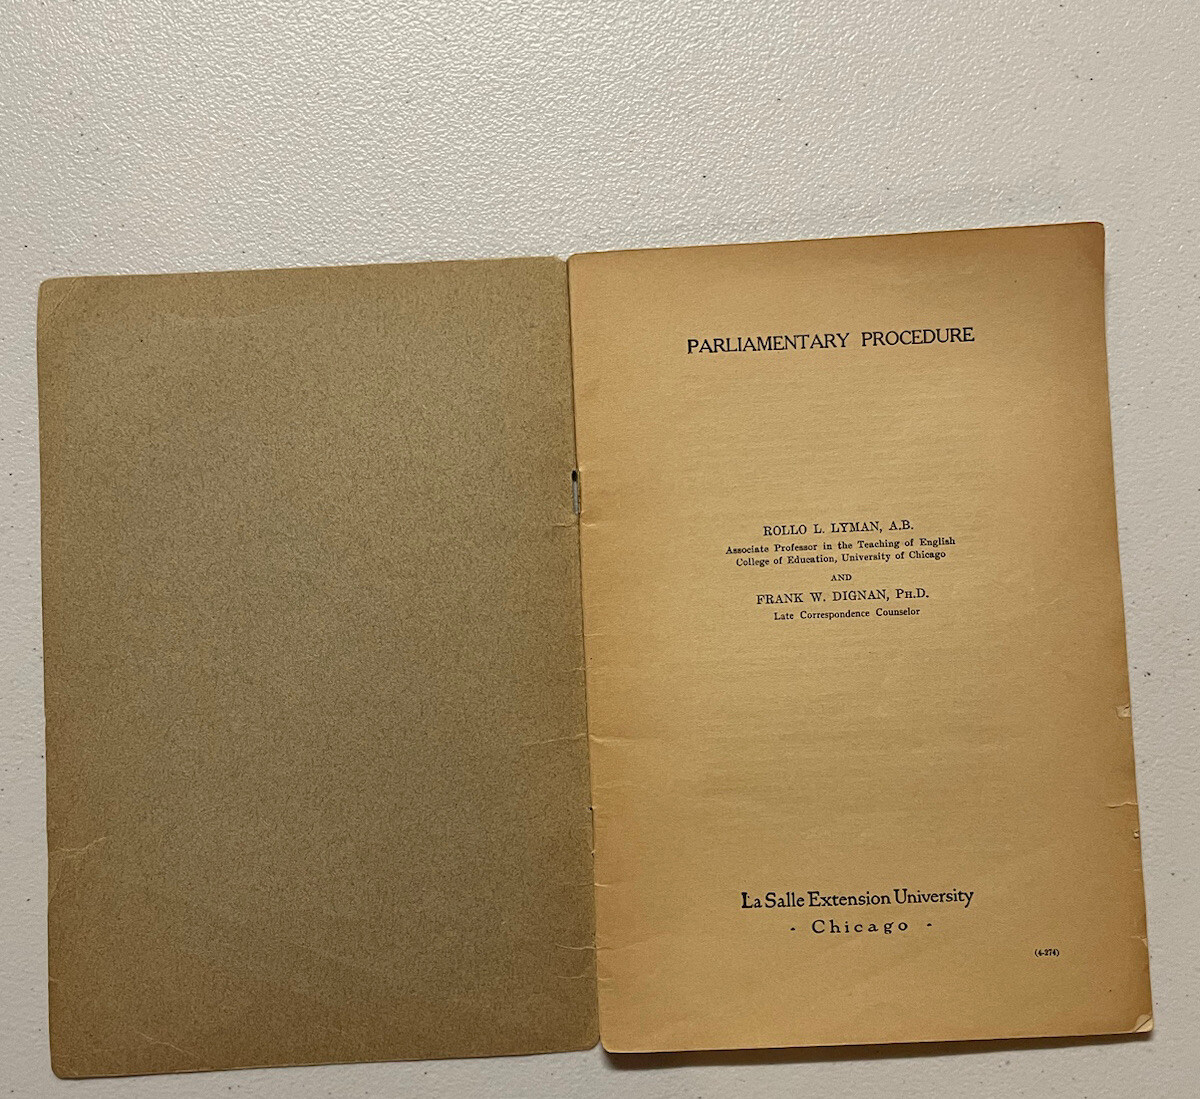 PARLIAMENTARY PROCEDURE
ROLLO L. LYMAN, A.B.
Associate Professor in the Teaching of English
College of Education, University of Chicago
AND
FRANK W. DIGNAN, PH.D.
Late Correspondence Counselor
La Salle Extension University
- Chicago -
(4-274)